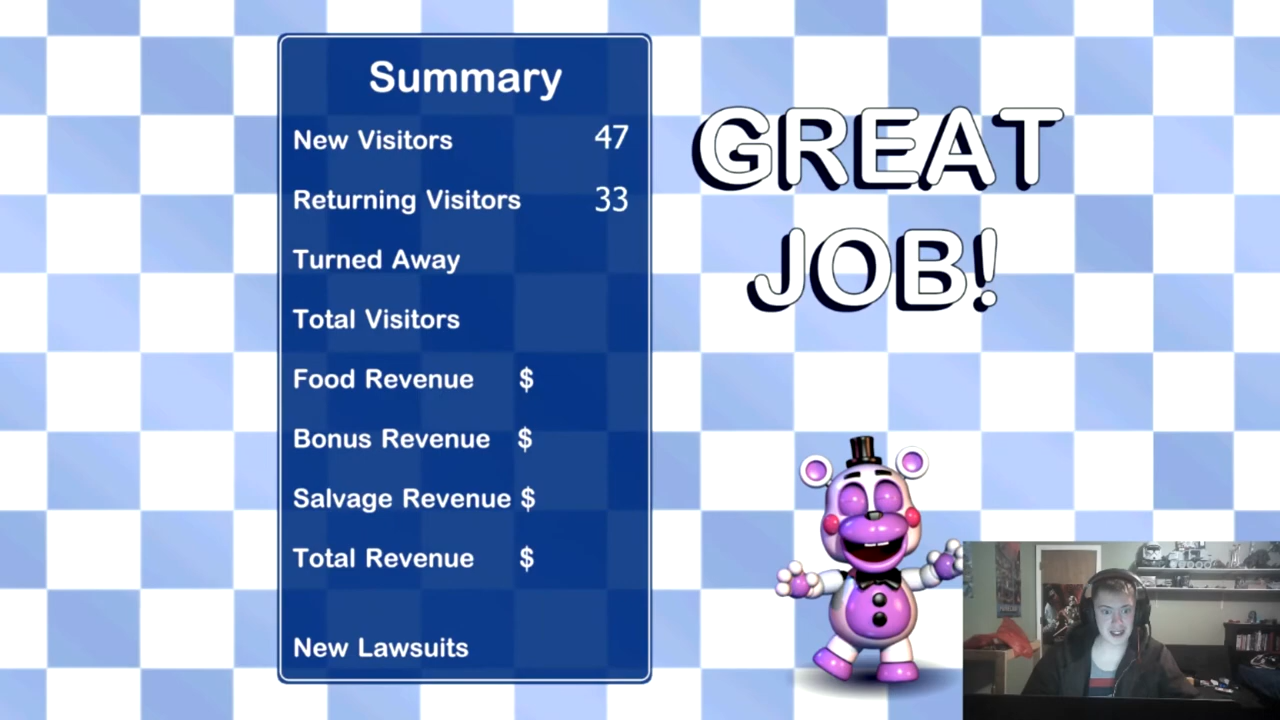 Summary
New Visitors 47
Returning Visitors 33
Turned Away
Total Visitors
Food Revenue $
Bonus Revenue $
Salvage Revenue $
Total Revenue $
New Lawsuits
GREAT
JOB!